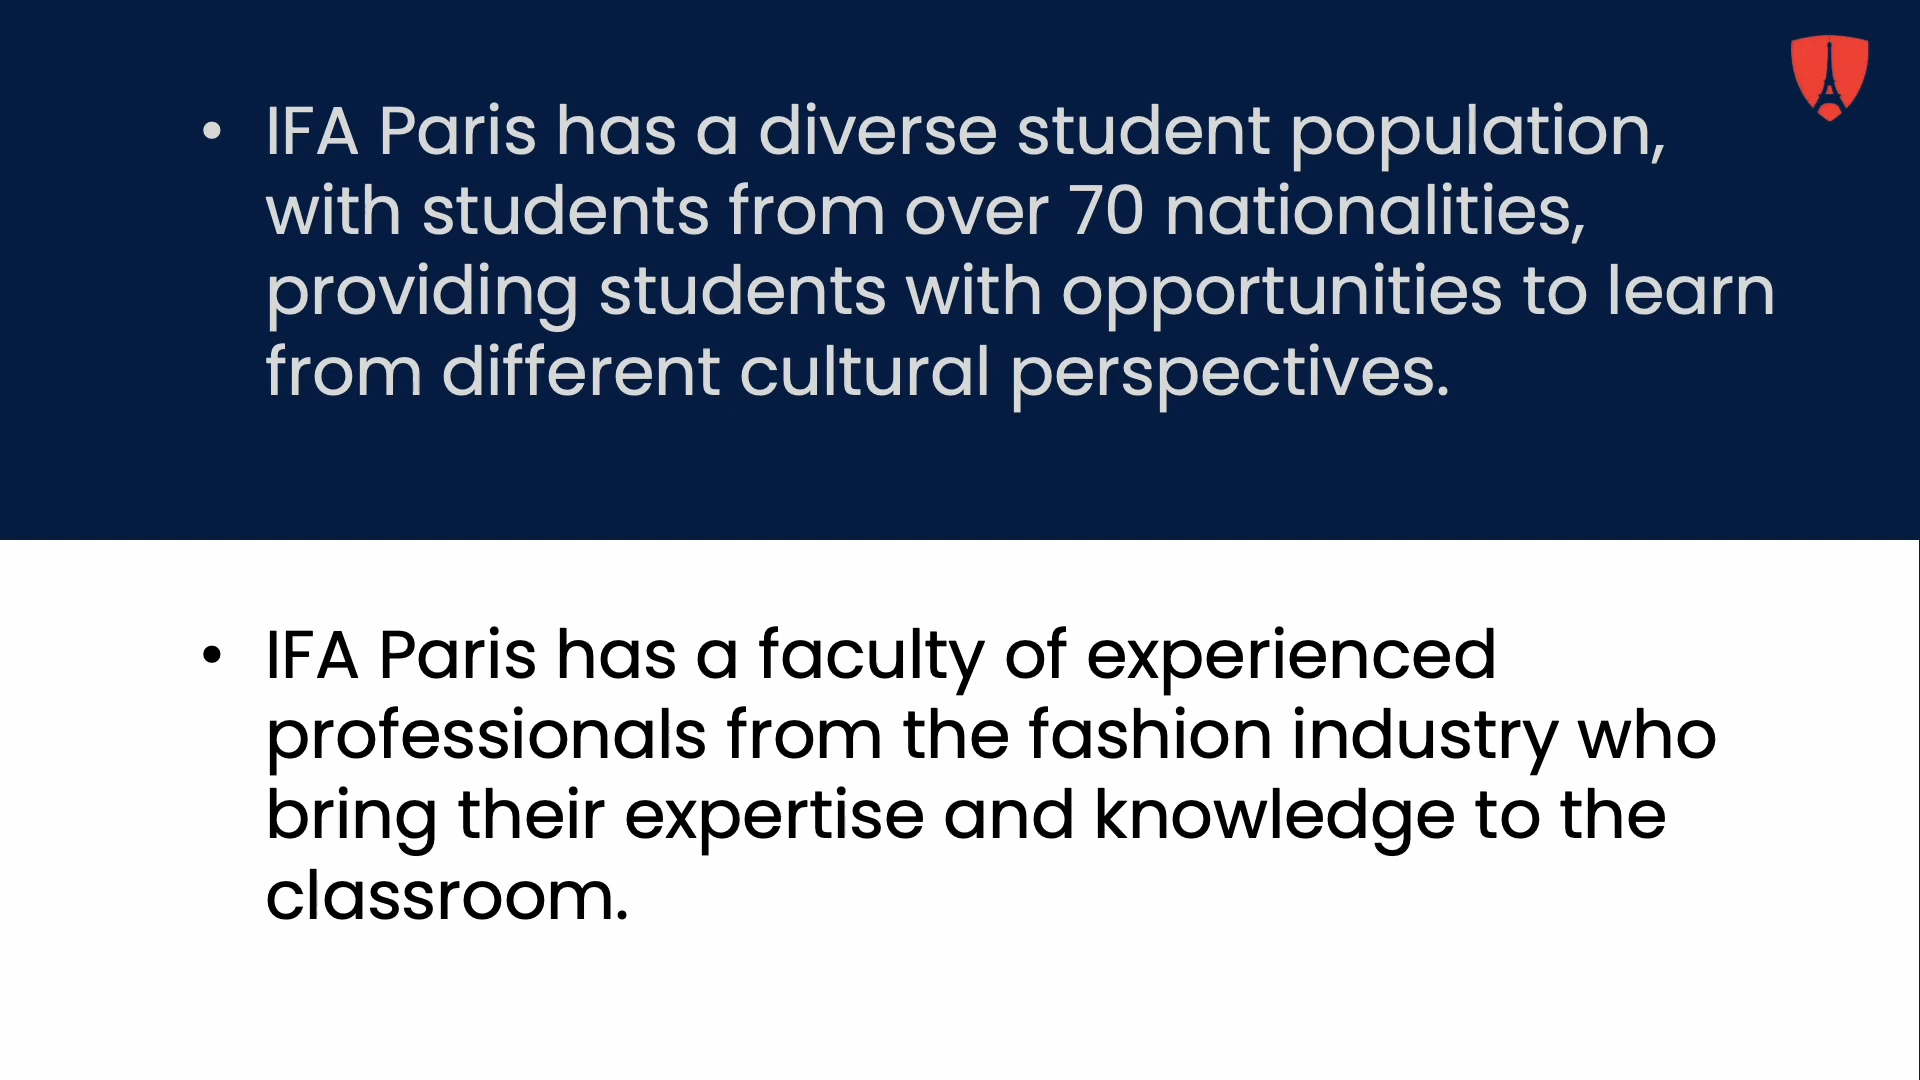 • IFA Paris has a diverse student population,
with students from over 70 nationalities,
providing students with opportunities to learn
from different cultural perspectives.
• IFA Paris has a faculty of experienced
professionals from the fashion industry who
bring their expertise and knowledge to the
classroom.